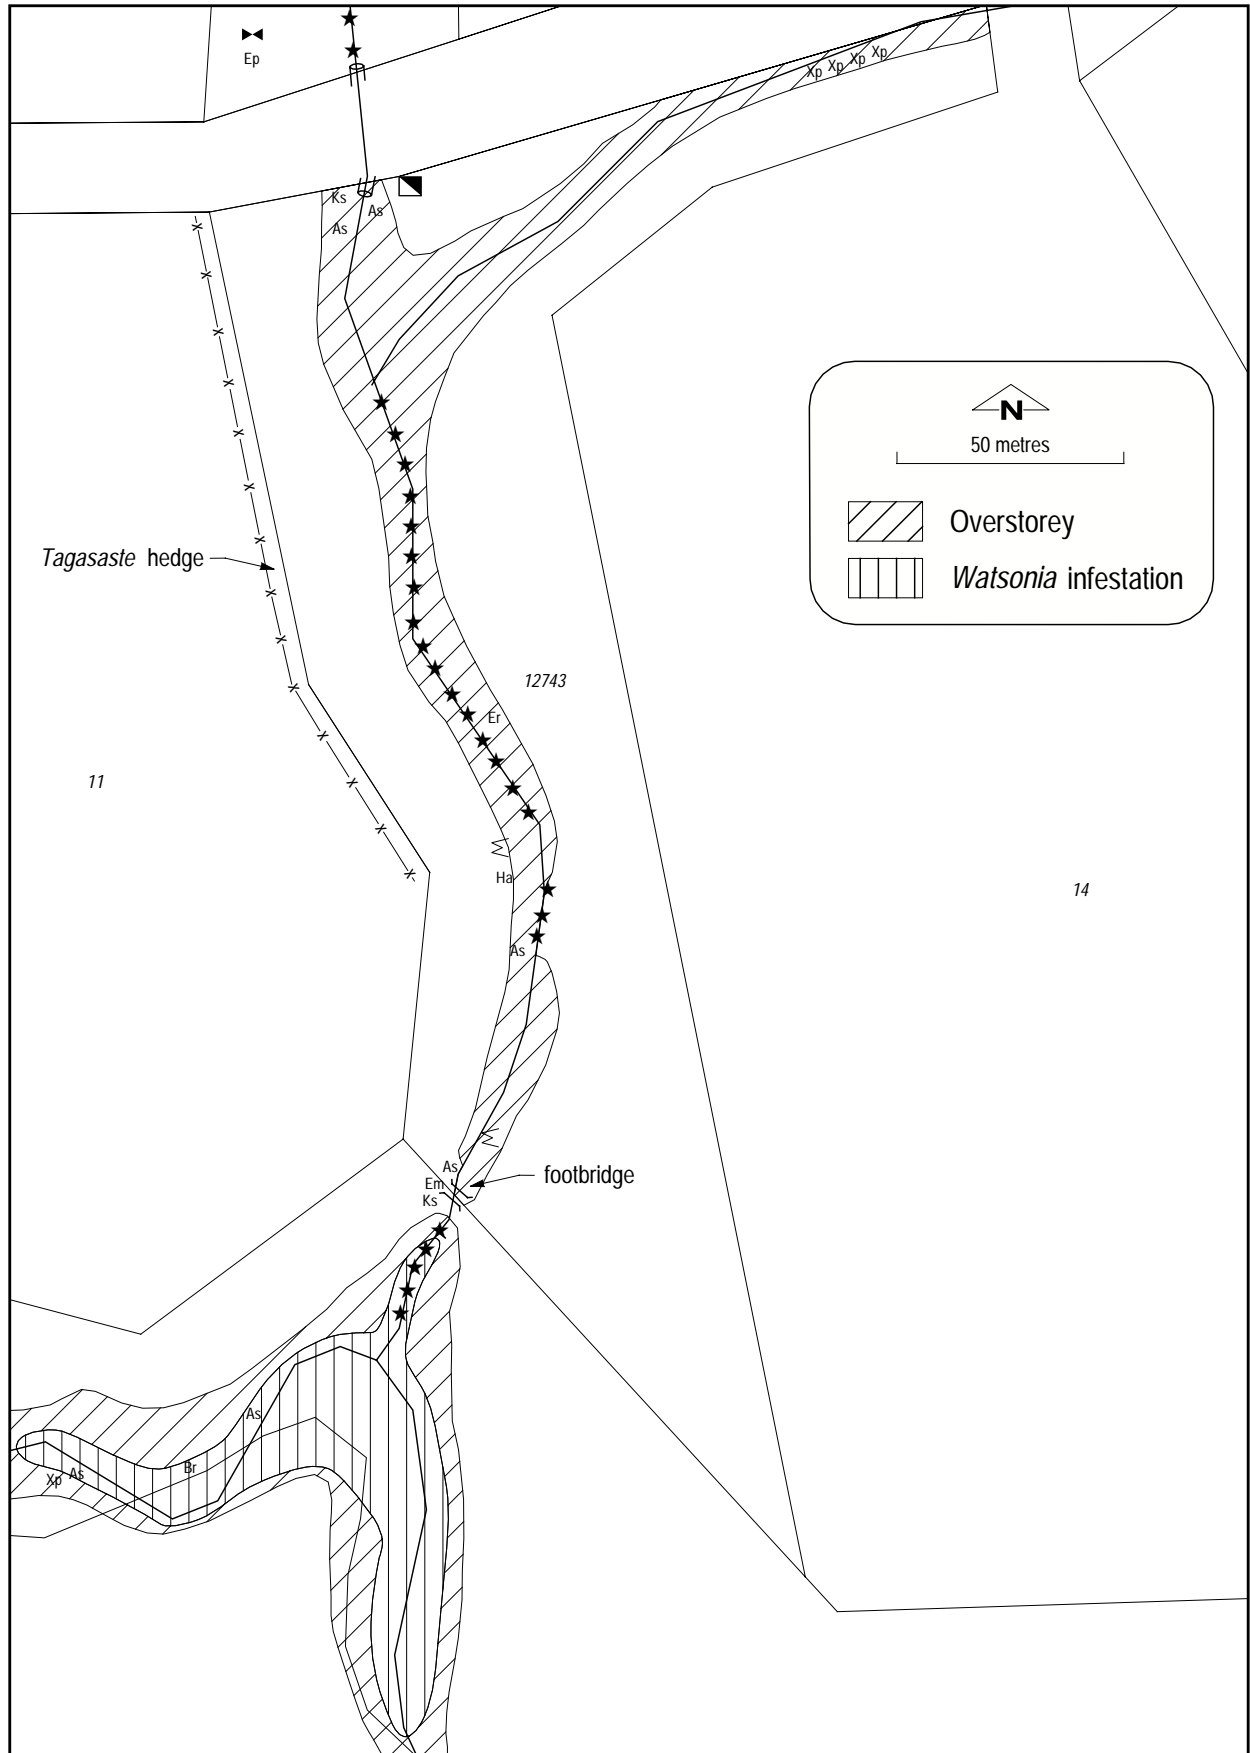 Ep
Xp Xp Xp Xp
Ks
As
As
N
50 metres
Overstorey
Watsonia infestation
Tagasaste hedge
12743
Er
11
Ha
14
As
As
footbridge
Em
Ks
As
Br
Xp
As